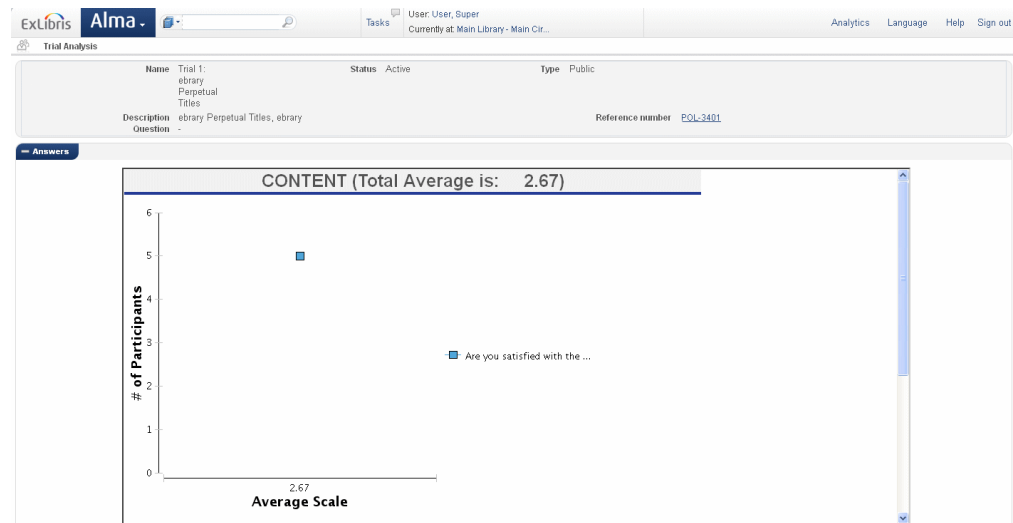 ExLibris Alma Tasks User: User, Super Analytics Language Help Sign out
Currently at: Main Library - Main Cir...
Trial Analysis
Name Trial 1: Status Active Type Public
ebrary
Perpetual
Titles
Description ebrary Perpetual Titles, ebrary Reference number POL-3401
Question -
Answers
CONTENT (Total Average is: 2.67)
6
5
4
3
2
1
0
# of Participants
Are you satisfied with the ...
2.67
Average Scale